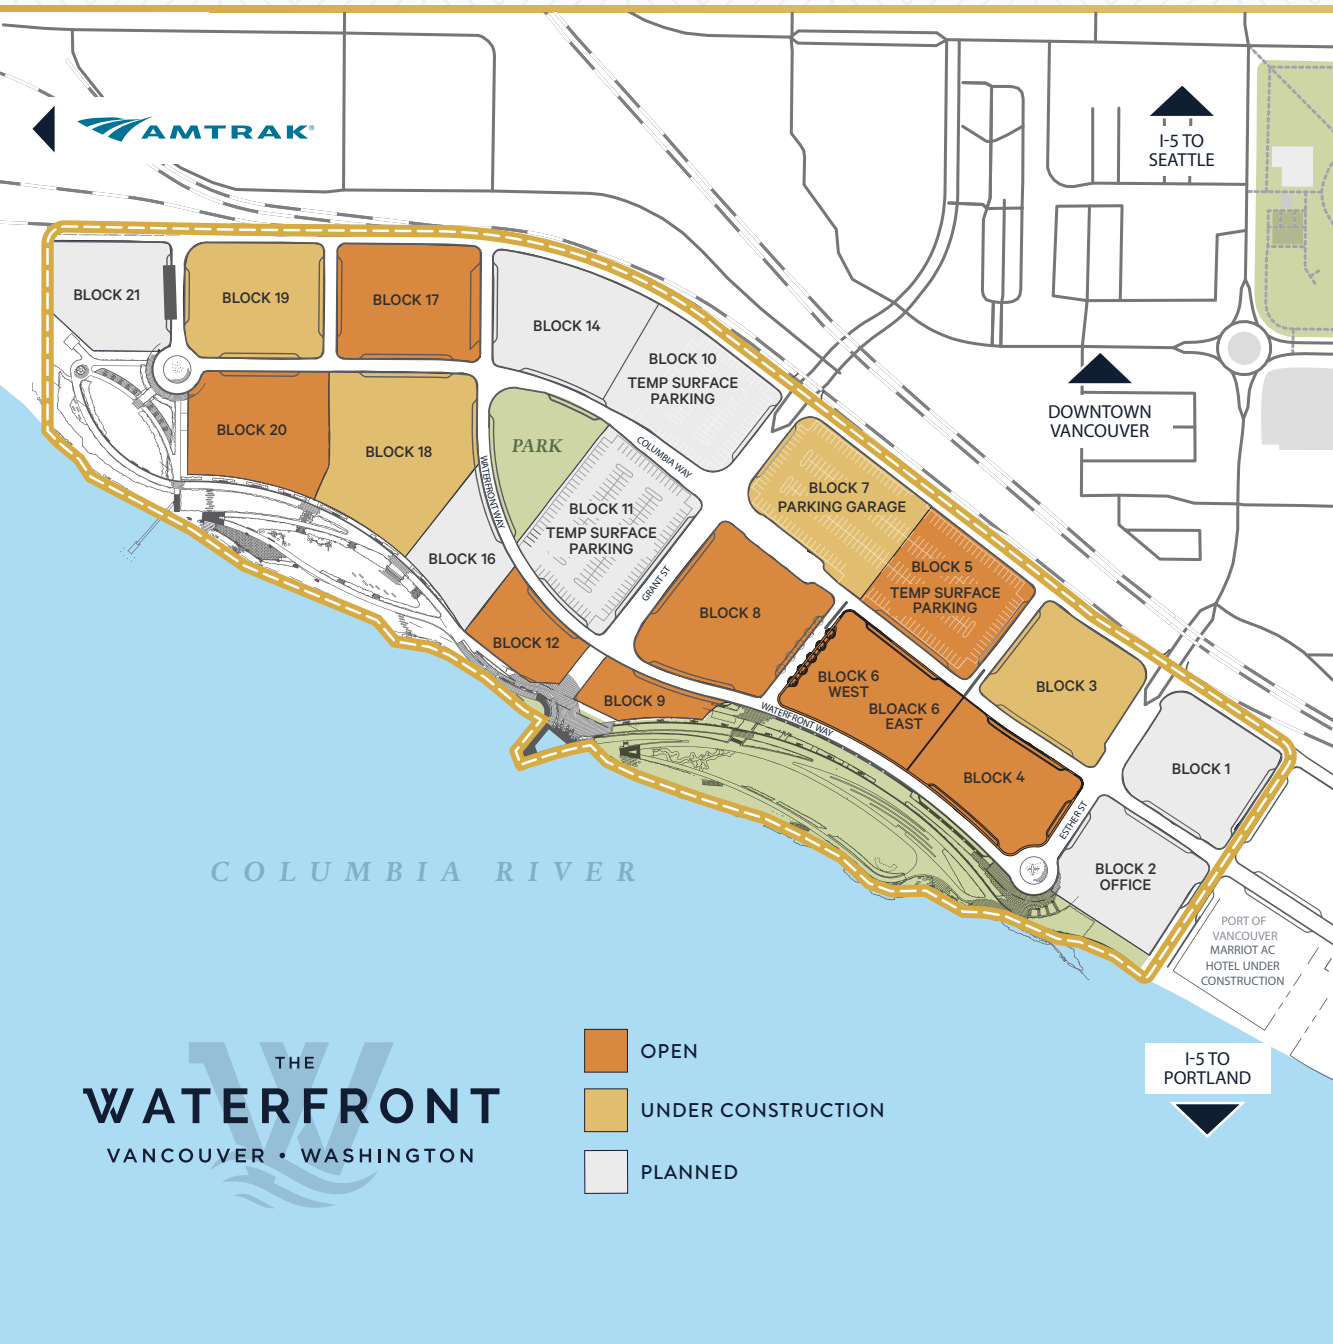 AMTRAK®
I-5 TO
SEATTLE
BLOCK 21
BLOCK 19
BLOCK 17
BLOCK 14
BLOCK 10
TEMP SURFACE
PARKING
DOWNTOWN
VANCOUVER
BLOCK 20
BLOCK 18
PARK
COLUMBIA WAY
WATERFRONT WAY
BLOCK 7
PARKING GARAGE
BLOCK 11
TEMP SURFACE
PARKING
BLOCK 16
BLOCK 5
TEMP SURFACE
PARKING
GRANT ST
BLOCK 8
BLOCK 12
BLOCK 6
WEST
BLOACK 6
EAST
BLOCK 3
BLOCK 9
WATERFRONT WAY
BLOCK 4
BLOCK 1
ESTHER ST
BLOCK 2
OFFICE
COLUMBIA RIVER
PORT OF
VANCOUVER
MARRIOT AC
HOTEL UNDER
CONSTRUCTION
THE
WATERFRONT
VANCOUVER • WASHINGTON
OPEN
UNDER CONSTRUCTION
PLANNED
I-5 TO
PORTLAND